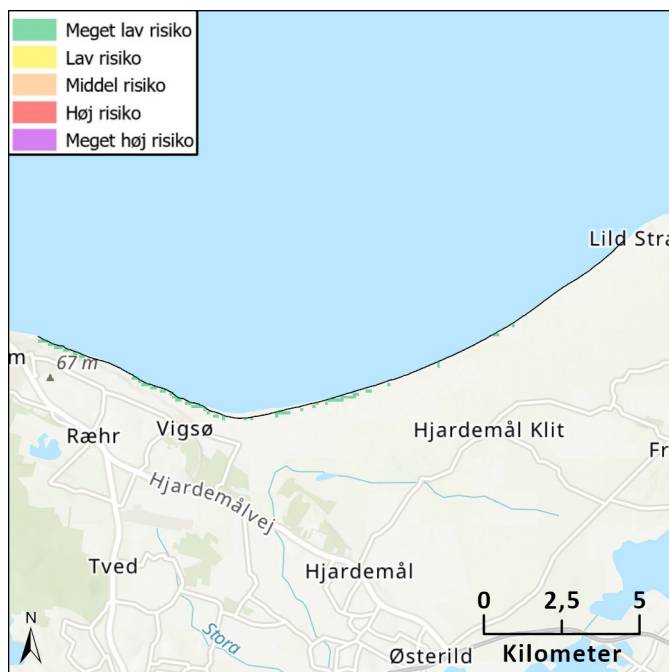 Meget lav risiko
Lav risiko
Middel risiko
Høj risiko
Meget høj risiko
Lild Stra
m
67 m
Ræhr
Vigsø
Hjardemål Klit
Fr
Hjardemålvej
Tved
Hjardemål
Stora
Østerild
0 2,5 5
Kilometer
N